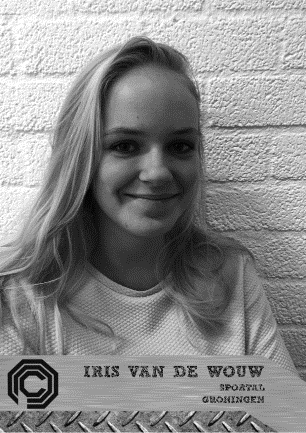 IRIS VAN DE WOUW
SPORTAL
GRONINGEN